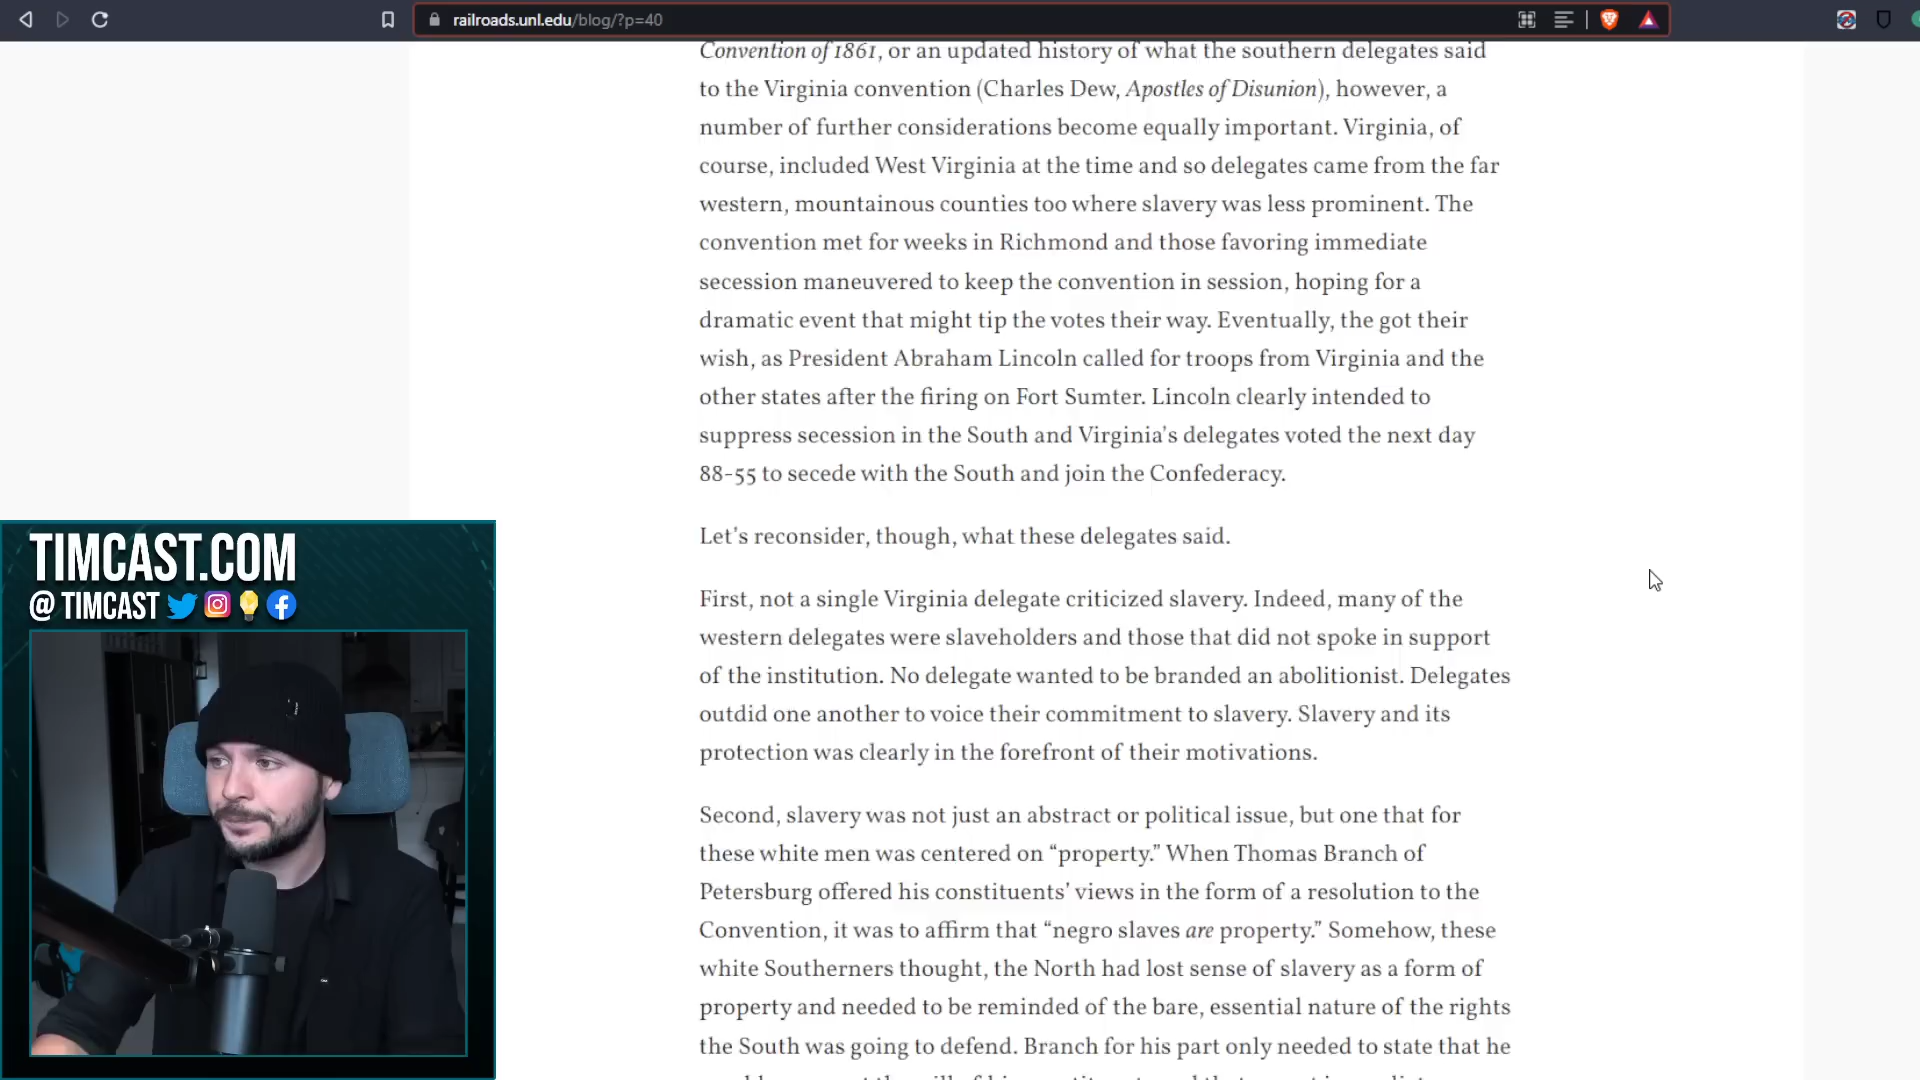 railroads.unl.edu/blog/?p=40
Convention of 1861, or an updated history of what the southern delegates said
to the Virginia convention (Charles Dew, Apostles of Disunion), however, a
number of further considerations become equally important. Virginia, of
course, included West Virginia at the time and so delegates came from the far
western, mountainous counties too where slavery was less prominent. The
convention met for weeks in Richmond and those favoring immediate
secession maneuvered to keep the convention in session, hoping for a
dramatic event that might tip the votes their way. Eventually, the got their
wish, as President Abraham Lincoln called for troops from Virginia and the
other states after the firing on Fort Sumter. Lincoln clearly intended to
suppress secession in the South and Virginia's delegates voted the next day
88-55 to secede with the South and join the Confederacy.
Let's reconsider, though, what these delegates said.
First, not a single Virginia delegate criticized slavery. Indeed, many of the
western delegates were slaveholders and those that did not spoke in support
of the institution. No delegate wanted to be branded an abolitionist. Delegates
outdid one another to voice their commitment to slavery. Slavery and its
protection was clearly in the forefront of their motivations.
Second, slavery was not just an abstract or political issue, but one that for
these white men was centered on “property.” When Thomas Branch of
Petersburg offered his constituents' views in the form of a resolution to the
Convention, it was to affirm that “negro slaves are property.” Somehow, these
white Southerners thought, the North had lost sense of slavery as a form of
property and needed to be reminded of the bare, essential nature of the rights
the South was going to defend. Branch for his part only needed to state that he
TIMCAST.COM
@ TIMCAST